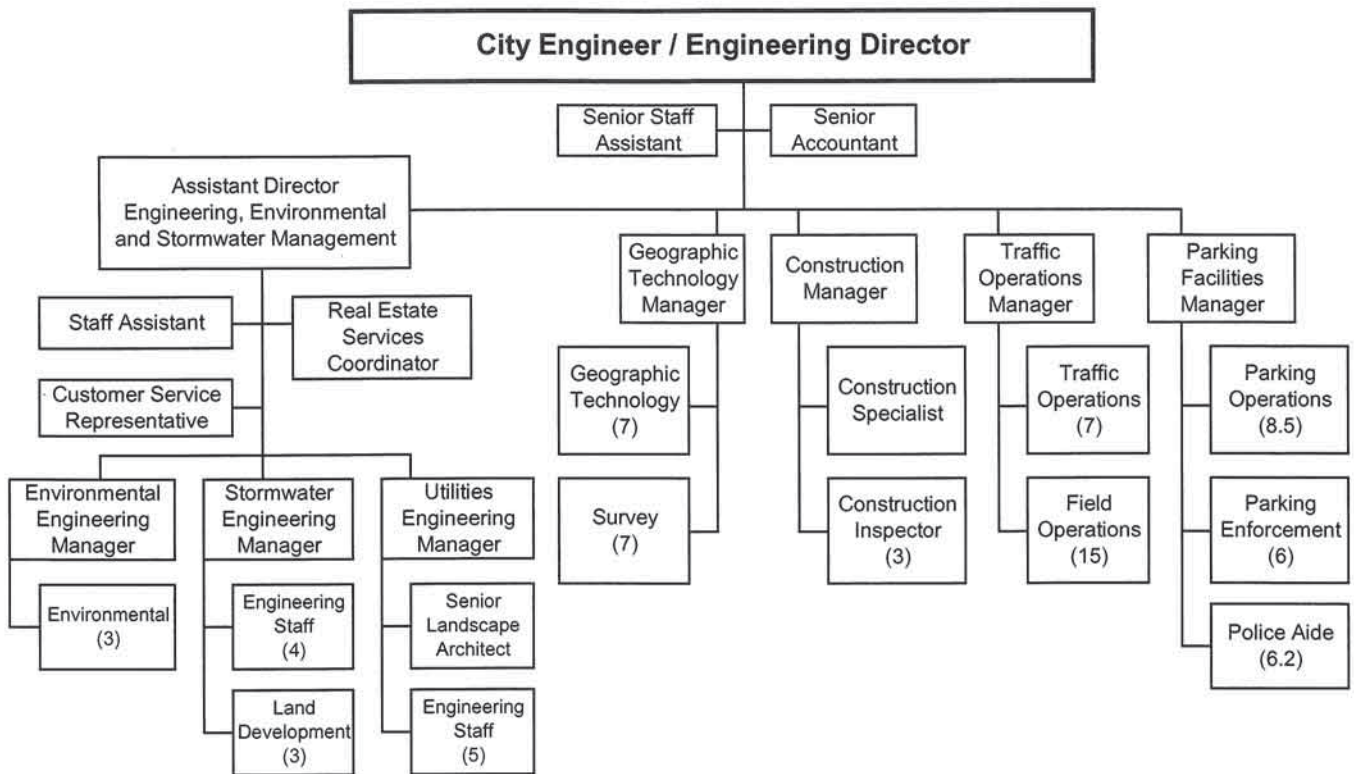 City Engineer / Engineering Director
Senior Staff
Assistant
Senior
Accountant
Assistant Director
Engineering, Environmental
and Stormwater Management
Geographic
Technology
Manager
Construction
Manager
Traffic
Operations
Manager
Parking
Facilities
Manager
Staff Assistant
Real Estate
Services
Coordinator
Customer Service
Representative
Geographic
Technology
(7)
Survey
(7)
Construction
Specialist
Construction
Inspector
(3)
Traffic
Operations
(7)
Field
Operations
(15)
Parking
Operations
(8.5)
Parking
Enforcement
(6)
Police Aide
(6.2)
Environmental
Engineering
Manager
Stormwater
Engineering
Manager
Utilities
Engineering
Manager
Environmental
(3)
Engineering
Staff
(4)
Land
Development
(3)
Senior
Landscape
Architect
Engineering
Staff
(5)